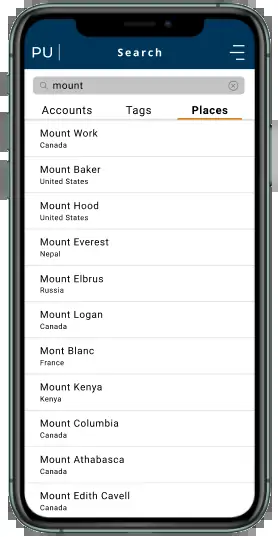 PU
Search
mount
Accounts Tags Places
Mount Work
Canada
Mount Baker
United States
Mount Hood
United States
Mount Everest
Nepal
Mount Elbrus
Russia
Mount Logan
Canada
Mont Blanc
France
Mount Kenya
Kenya
Mount Columbia
Canada
Mount Athabasca
Canada
Mount Edith Cavell
Canada